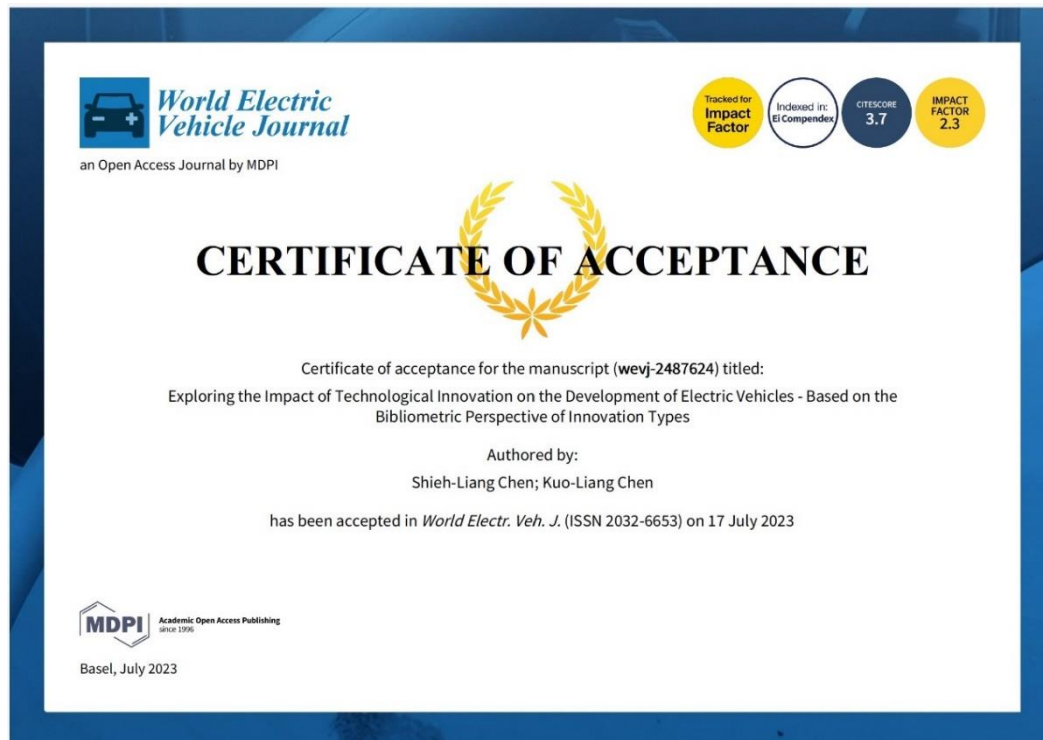 World Electric
Vehicle Journal
an Open Access Journal by MDPI
Tracked for
Impact
Factor
Indexed in:
Ei Compendex
CITESCORE
3.7
IMPACT
FACTOR
2.3
CERTIFICATE OF ACCEPTANCE
Certificate of acceptance for the manuscript (wevj-2487624) titled:
Exploring the Impact of Technological Innovation on the Development of Electric Vehicles - Based on the
Bibliometric Perspective of Innovation Types
Authored by:
Shieh-Liang Chen; Kuo-Liang Chen
has been accepted in World Electr. Veh. J. (ISSN 2032-6653) on 17 July 2023
MDPI
Academic Open Access Publishing
since 1996
Basel, July 2023